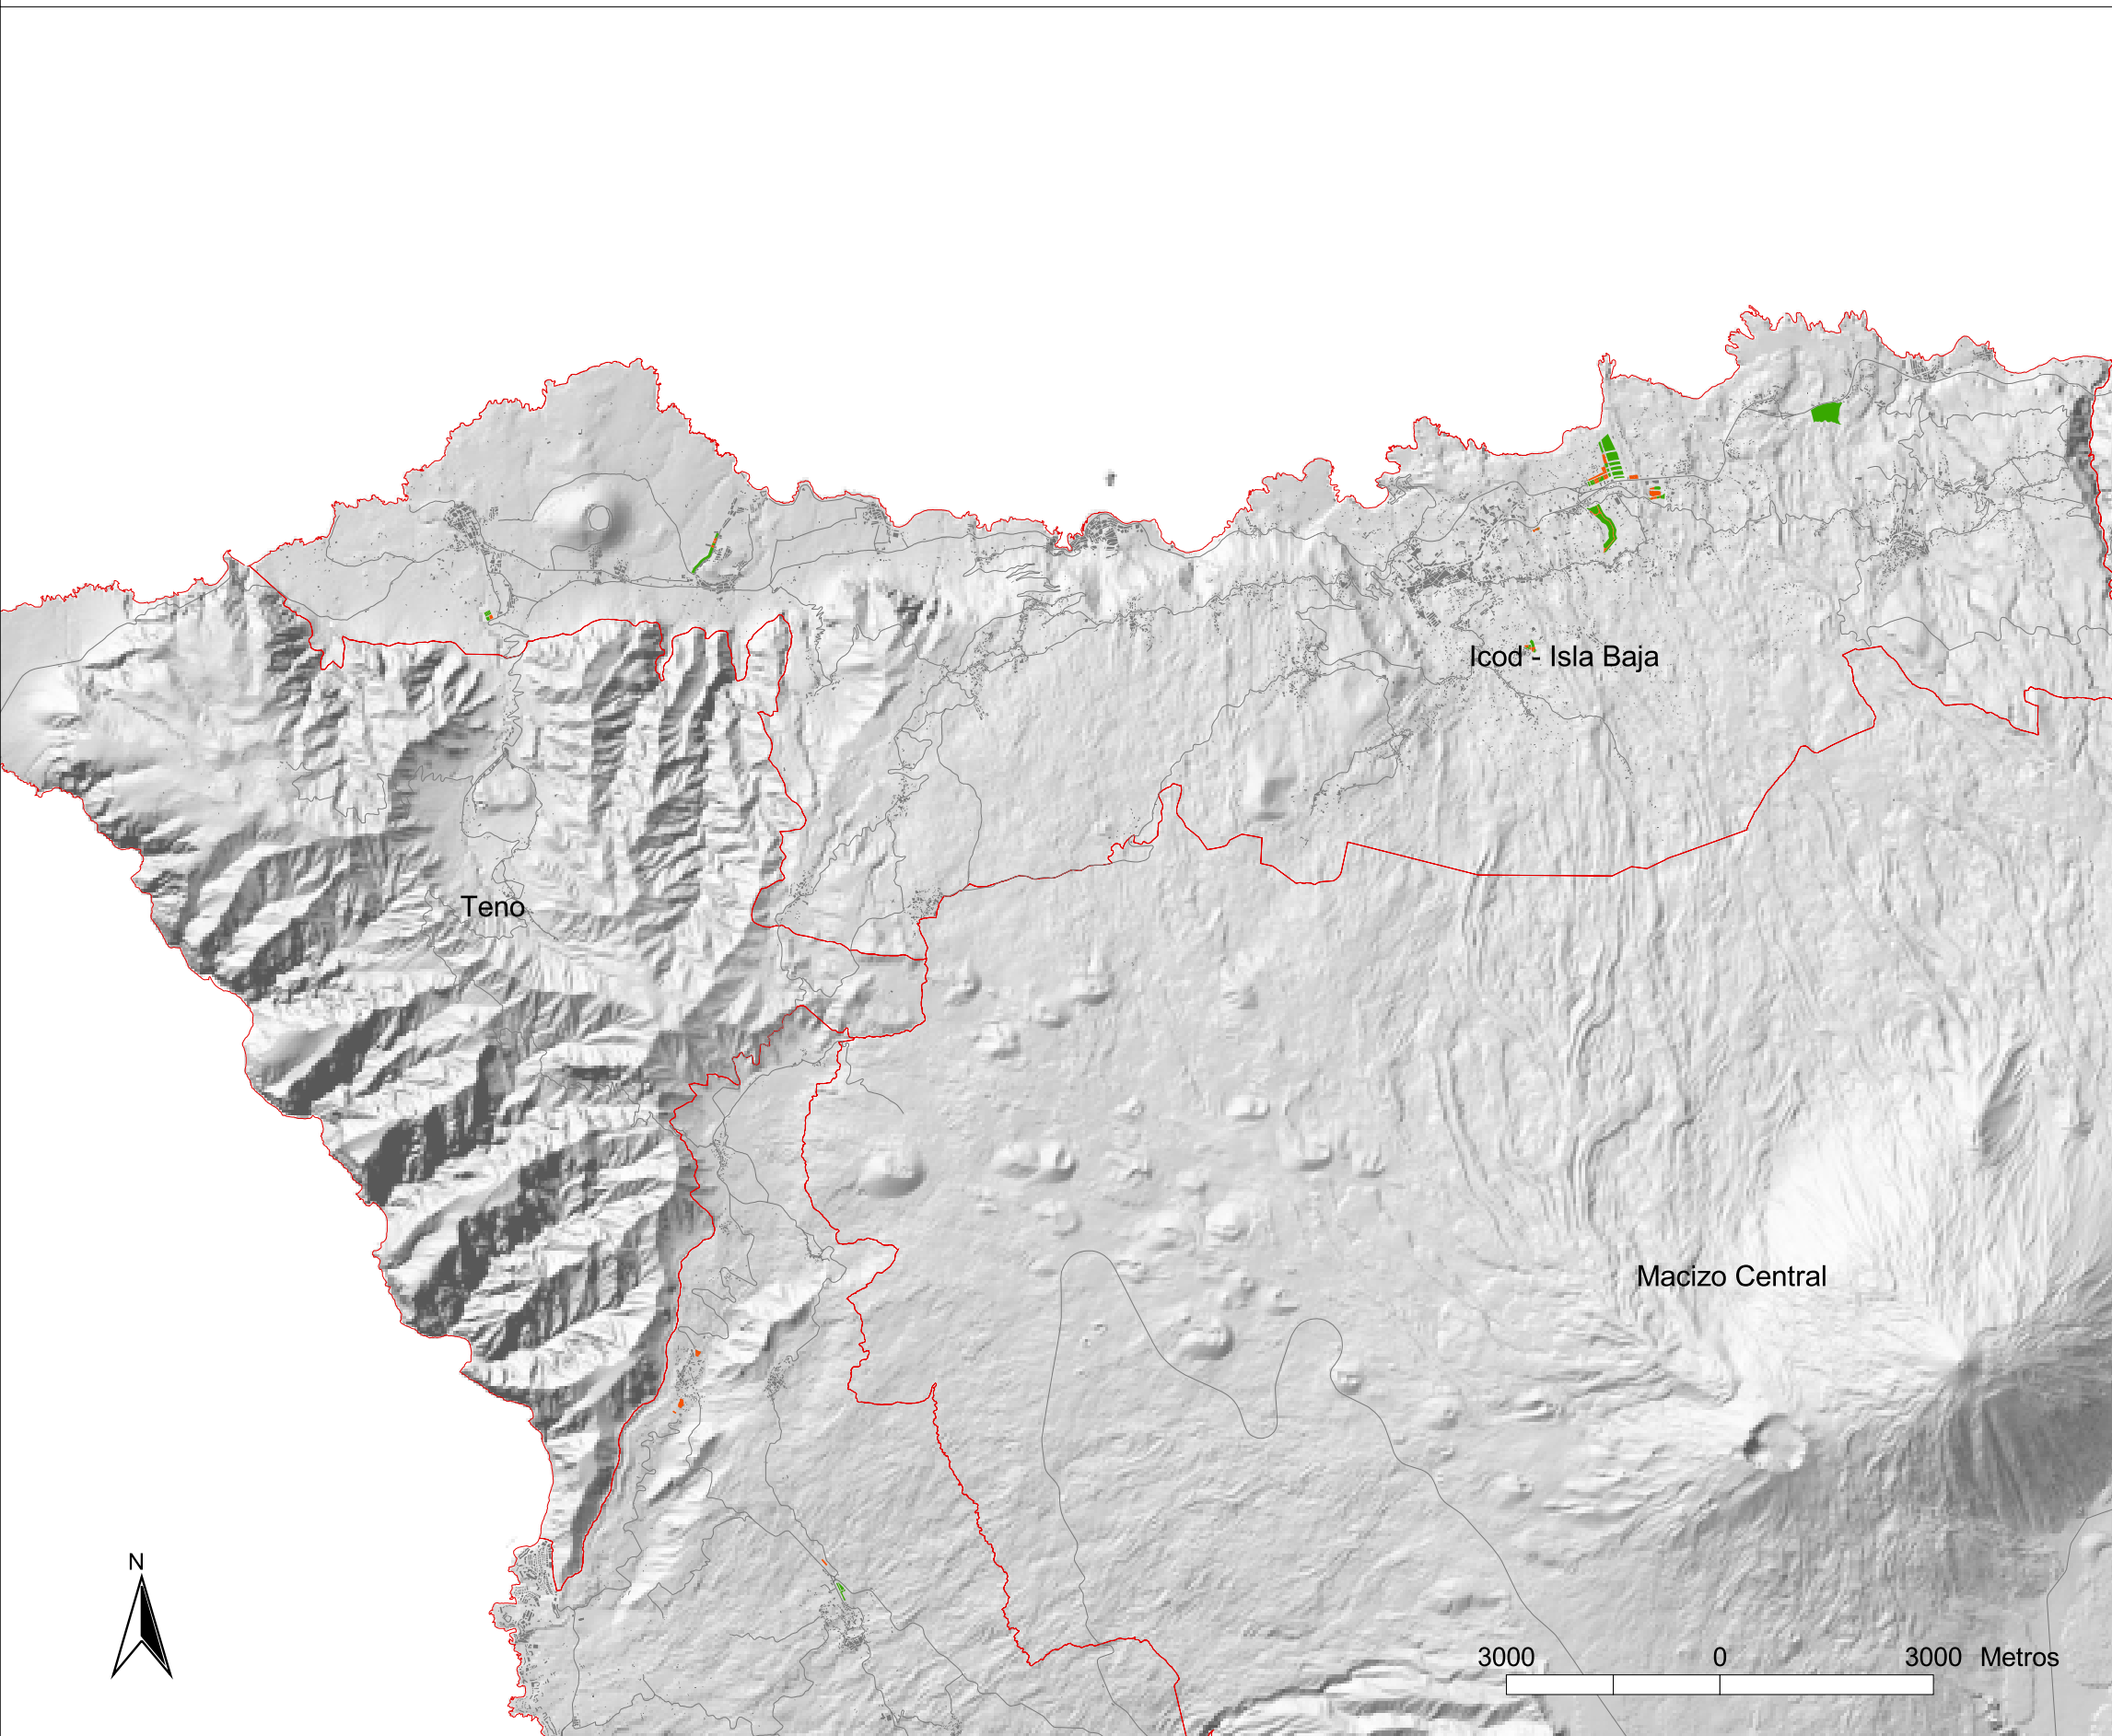 Icod - Isla Baja
Teno
Macizo Central
N
3000 0 3000 Metros